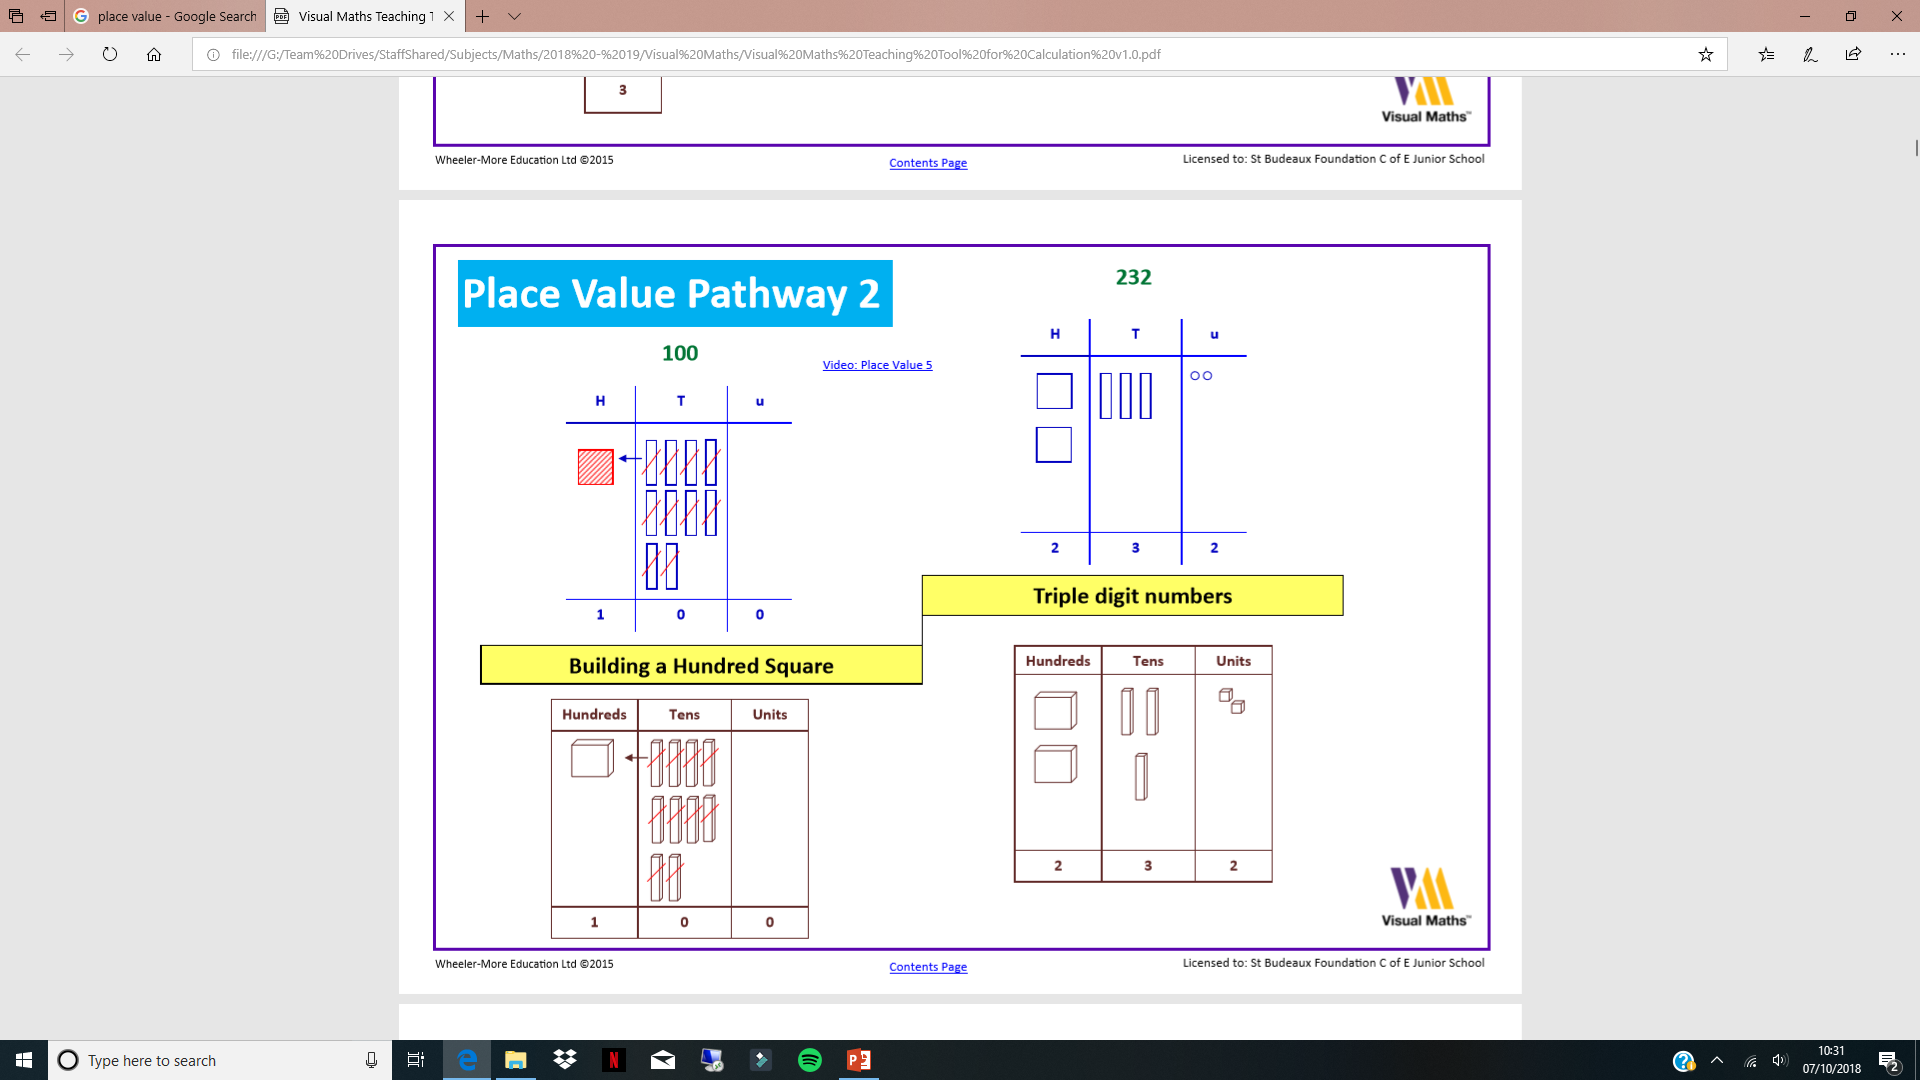 place value - Google Search
Visual Maths Teaching T
file:///G:/Team%20Drives/StaffShared/Subjects/Maths/2018%20-%2019/Visual%20Maths/Visual%20Maths%20Teaching%20Tool%20for%20Calculation%20v1.0.pdf
3
Visual Maths™
Wheeler-More Education Ltd ©2015
Contents Page
Licensed to: St Budeaux Foundation C of E Junior School
Place Value Pathway 2
100
Video: Place Value 5
H T u
1 0 0
Building a Hundred Square
Hundreds Tens Units
1 0 0
232
H T u
2 3 2
Triple digit numbers
Hundreds Tens Units
2 3 2
Visual Maths™
Wheeler-More Education Ltd ©2015
Contents Page
Licensed to: St Budeaux Foundation C of E Junior School
Type here to search
10:31
07/10/2018
2